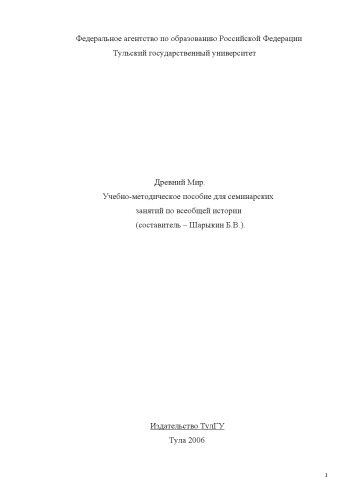 Федеральное агентство по образованию Российской Федерации
Тульский государственный университет
Древний Мир.
Учебно-методическое пособие для семинарских
занятий по всеобщей истории
(составитель – Шарыкин Б.В.).
Издательство ТулГУ
Тула 2006
1